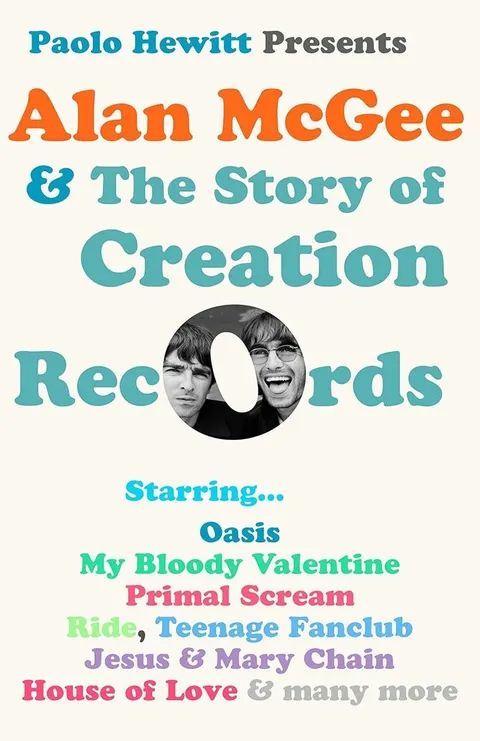 Paolo Hewitt Presents
Alan McGee
& The Story of
Creation
Records
Starring...
Oasis
My Bloody Valentine
Primal Scream
Ride, Teenage Fanclub
Jesus & Mary Chain
House of Love & many more